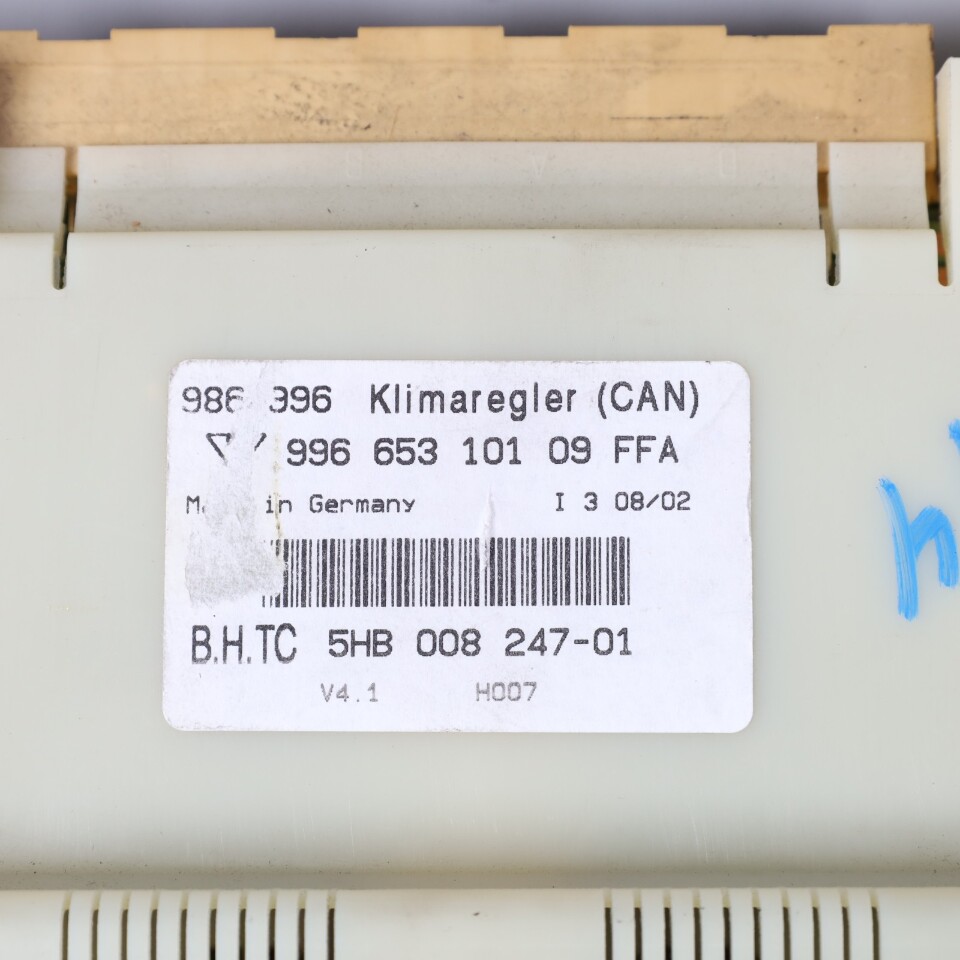 986 996 Klimaregler (CAN)
996 653 101 09 FFA
in Germany I 3 08/02
B.H.TC 5HB 008 247-01
V4.1 H007